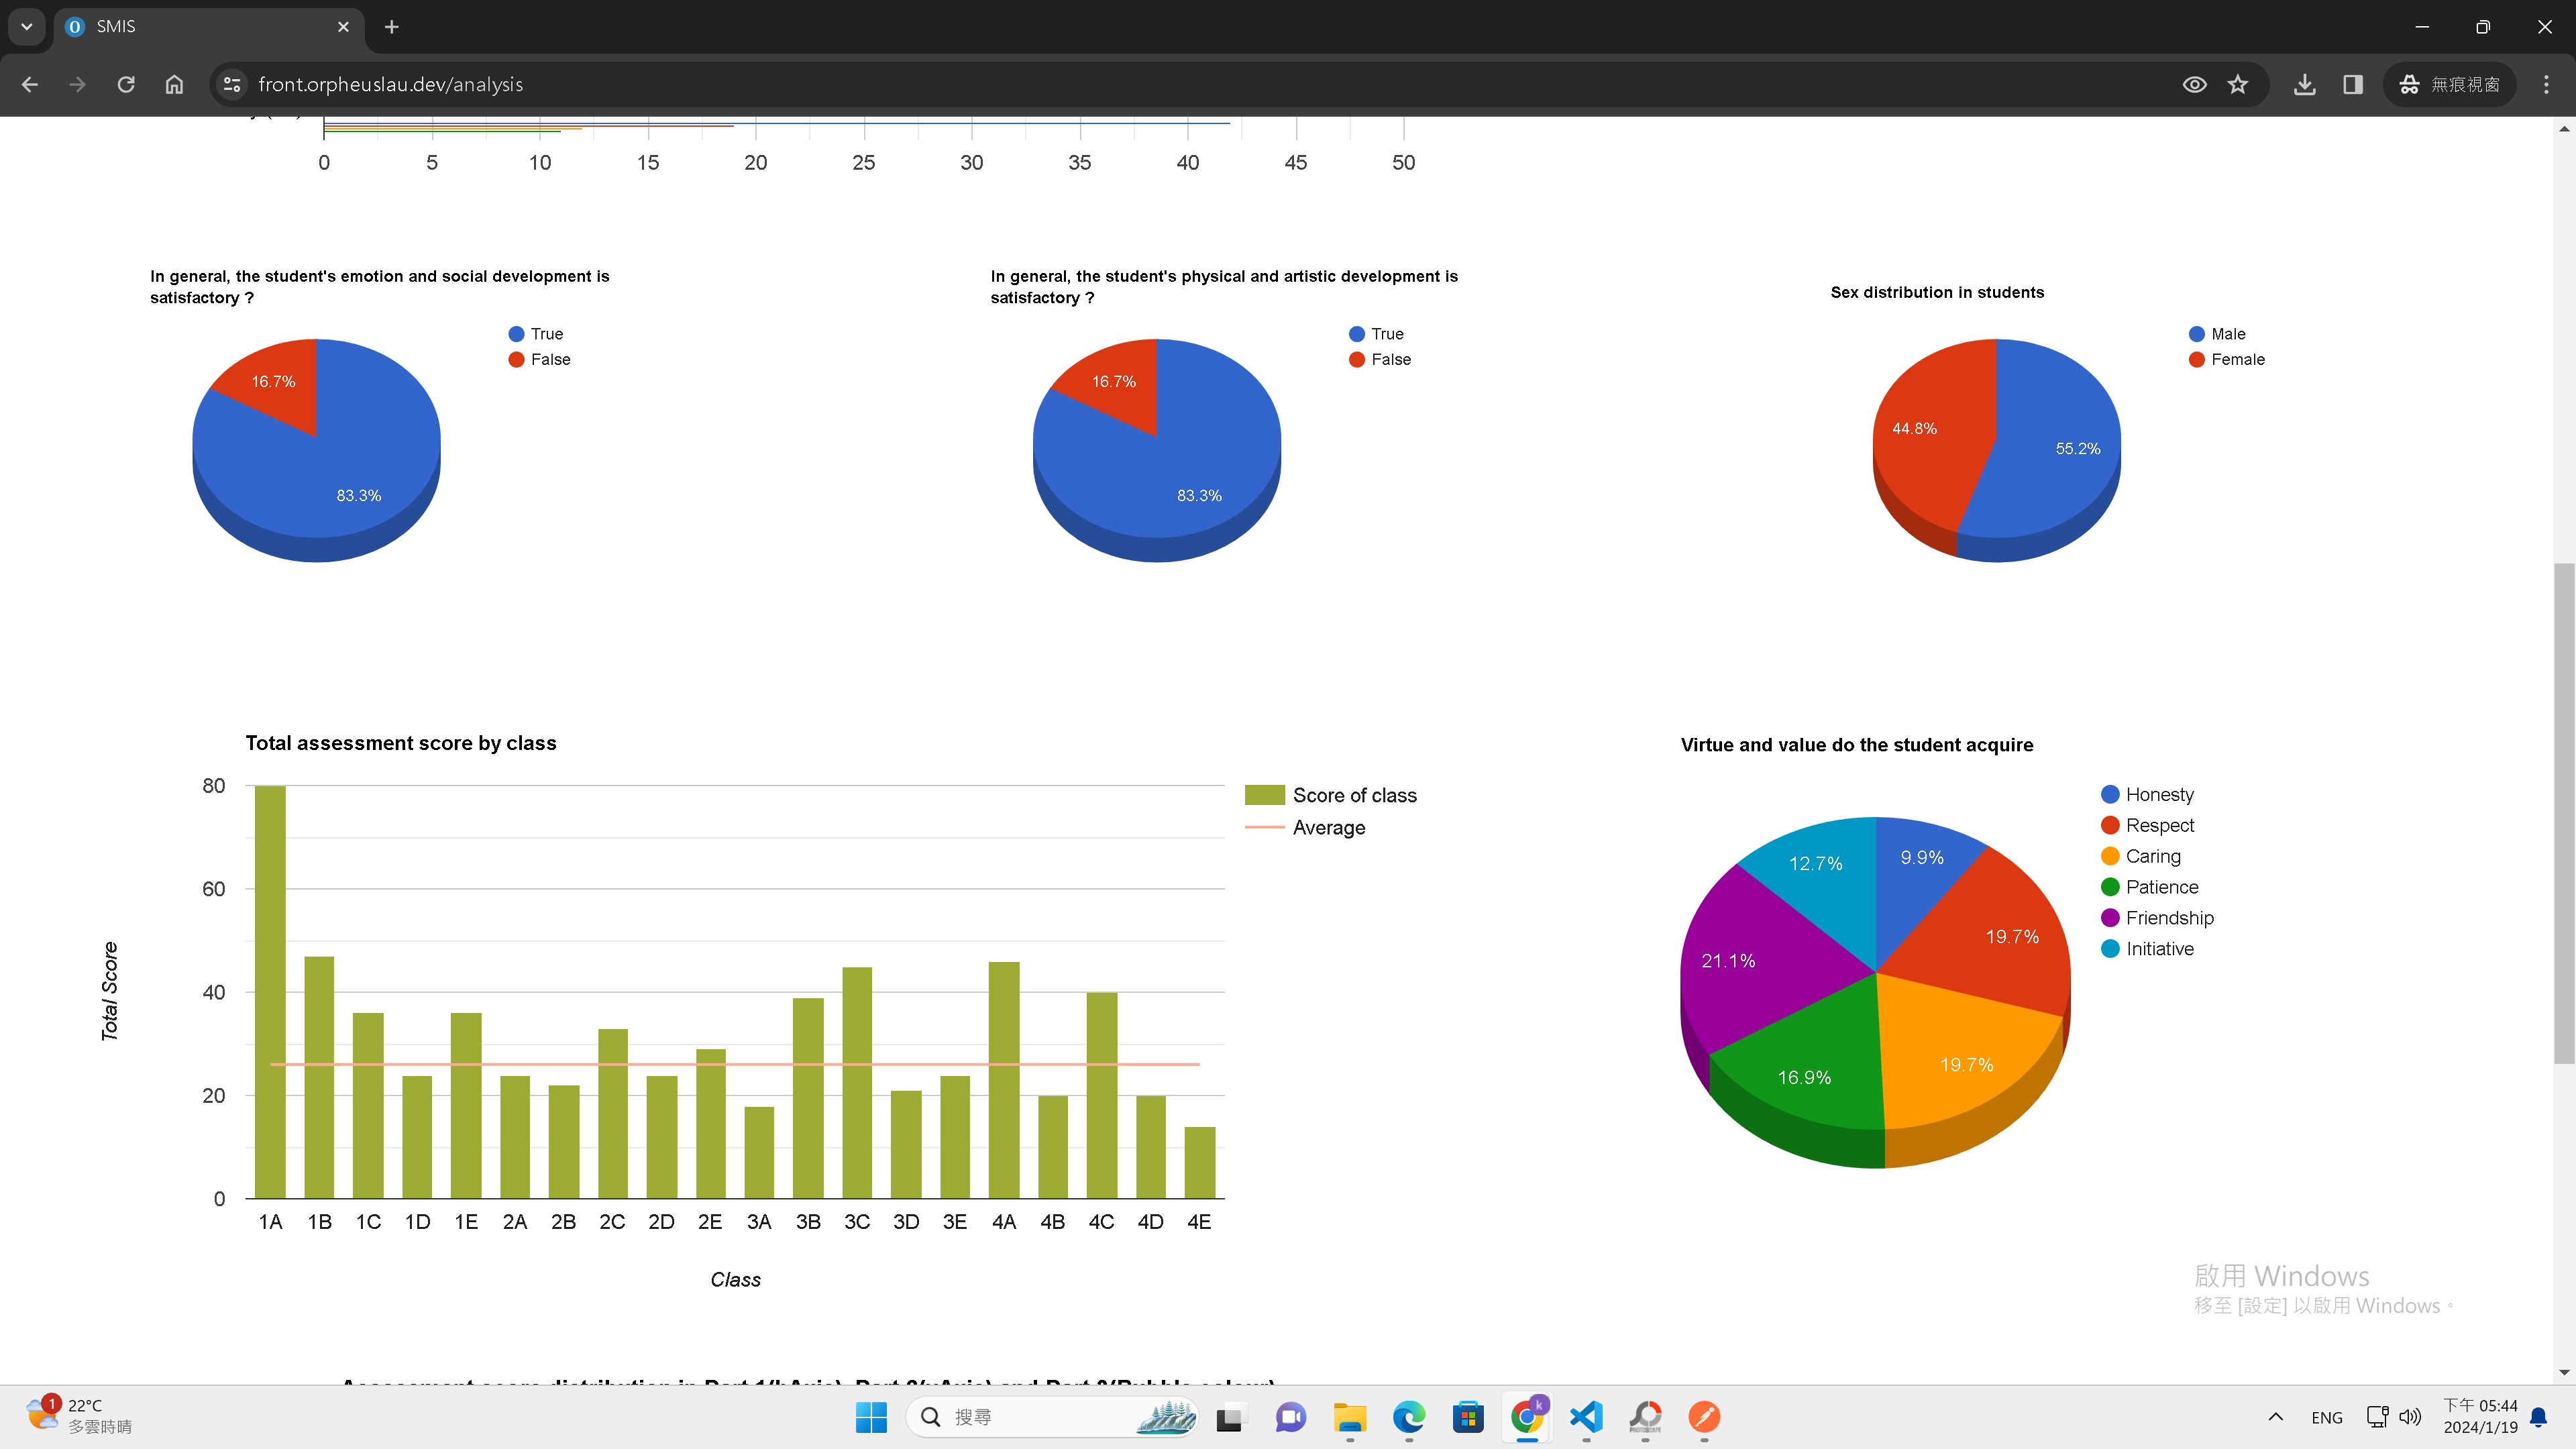 SMIS
front.orpheuslau.dev/analysis
無痕視窗
0 5 10 15 20 25 30 35 40 45 50
In general, the student's emotion and social development is
satisfactory ?
True
False
16.7%
83.3%
In general, the student's physical and artistic development is
satisfactory ?
True
False
16.7%
83.3%
Sex distribution in students
Male
Female
44.8%
55.2%
Total assessment score by class
80
60
40
20
0
Total Score
Score of class
Average
1A 1B 1C 1D 1E 2A 2B 2C 2D 2E 3A 3B 3C 3D 3E 4A 4B 4C 4D 4E
Class
Virtue and value do the student acquire
Honesty
Respect
Caring
Patience
Friendship
Initiative
12.7%
9.9%
19.7%
21.1%
19.7%
16.9%
啟用 Windows
移至 [設定] 以啟用 Windows。
1
22°C
多雲時晴
搜尋
k
ENG
下午 05:44
2024/1/19